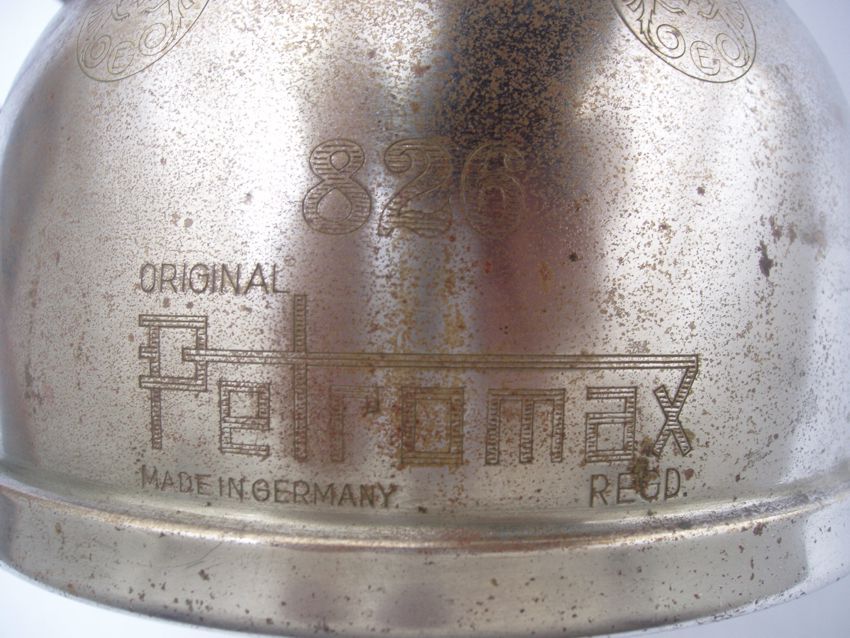 826
ORIGINAL
Petromax
MADE IN GERMANY.
REGD.